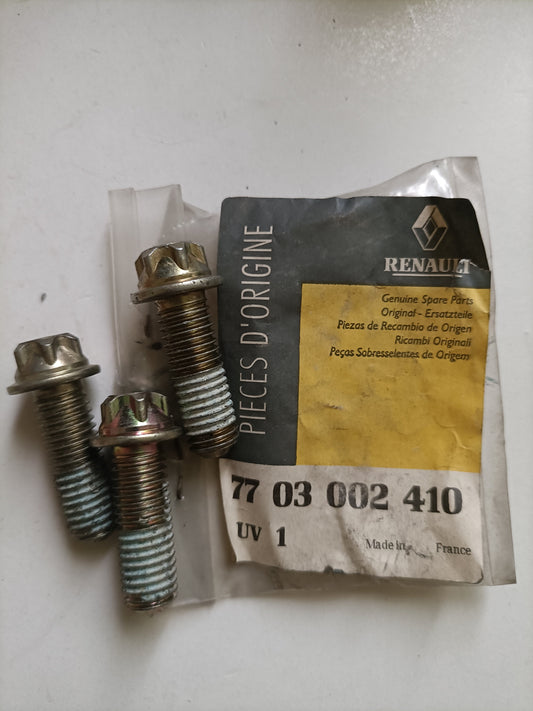 PIECES D'ORIGINE
RENAULT
Genuine Spare Parts
Original - Ersatzteile
Piezas de Recambio de Origen
Ricambi Originali
Peças Sobresselentes de Origem
77 03 002 410
UV 1
Made in France